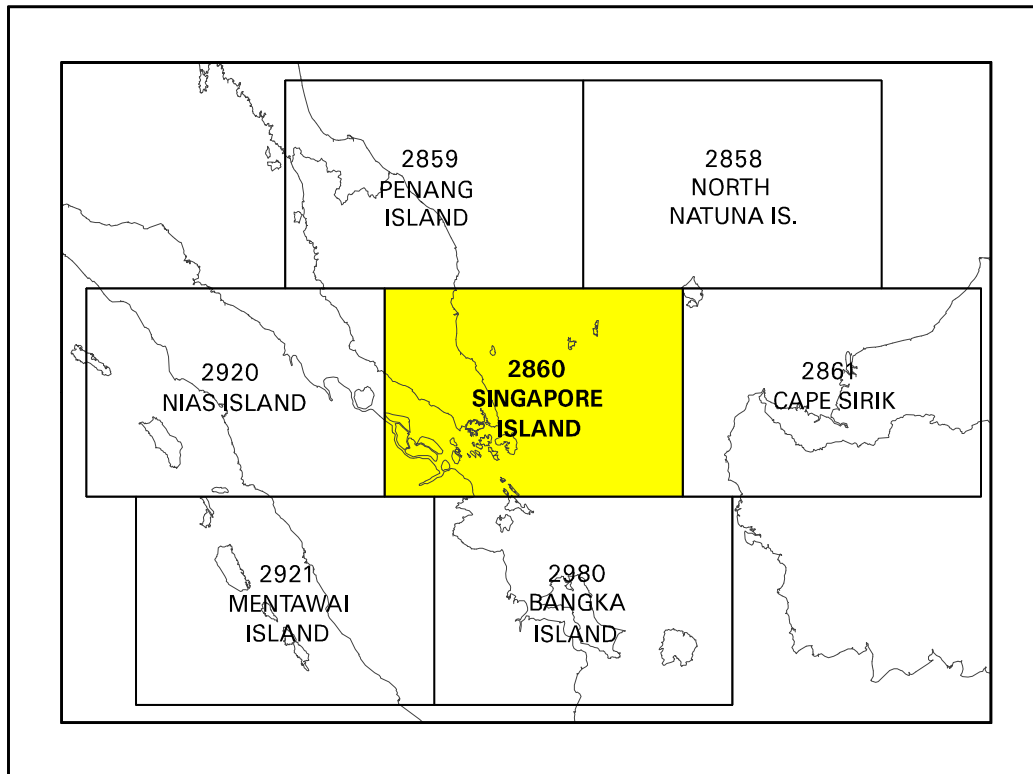 2859
PENANG
ISLAND
2858
NORTH
NATUNA IS.
2920
NIAS ISLAND
2860
SINGAPORE
ISLAND
2861
CAPE SIRIK
2921
MENTAWAI
ISLAND
2980
BANGKA
ISLAND